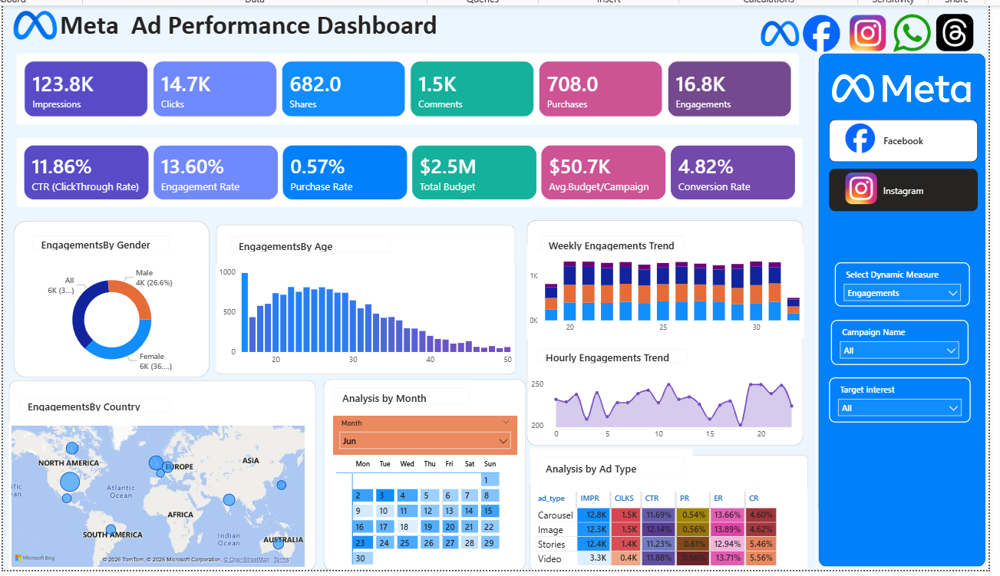 Data
Queries
Insert
Calculations
Sensitivity
Share
Meta Ad Performance Dashboard
123.8K
Impressions
14.7K
Clicks
682.0
Shares
1.5K
Comments
708.0
Purchases
16.8K
Engagements
11.86%
CTR (ClickThrough Rate)
13.60%
Engagement Rate
0.57%
Purchase Rate
$2.5M
Total Budget
$50.7K
Avg.Budget/Campaign
4.82%
Conversion Rate
Meta
Facebook
Instagram
Select Dynamic Measure
Engagements
Campaign Name
All
Target interest
All
EngagementsBy Gender
Male
4K (26.6%)
All
6K (3...)
Female
6K (36....)
EngagementsBy Age
1000
500
0
20 30 40 50
Weekly Engagements Trend
1K
0K
20 25 30
Hourly Engagements Trend
250
200
0 5 10 15 20
EngagementsBy Country
NORTH AMERICA
EUROPE
ASIA
Atlantic
Ocean
AFRICA
SOUTH AMERICA
Indian
Ocean
AUSTRALIA
Microsoft Bing
© 2026 TomTom, © 2026 Microsoft Corporation, © OpenStreetMap Terms
Analysis by Month
Month
Jun
Mon Tue Wed Thu Fri Sat Sun
1
2 3 4 5 6 7 8
9 10 11 12 13 14 15
16 17 18 19 20 21 22
23 24 25 26 27 28 29
30
Analysis by Ad Type
ad_type IMPR CILKS CTR PR ER CR
Carousel 12.8K 1.5K 11.69% 0.54% 13.66% 4.60%
Image 12.3K 1.5K 12.14% 0.56% 13.89% 4.62%
Stories 12.4K 1.4K 11.23% 0.61% 12.94% 5.46%
Video 3.3K 0.4K 11.88% 0.66% 13.71% 5.56%